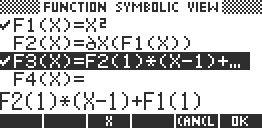 FUNCTION SYMBOLIC VIEW
✓F1(X)=X²
F2(X)=∂X(F1(X))
✓F3(X)=F2(1)*(X-1)+…
F4(X)=
F2(1)*(X-1)+F1(1)
X CANCL OK